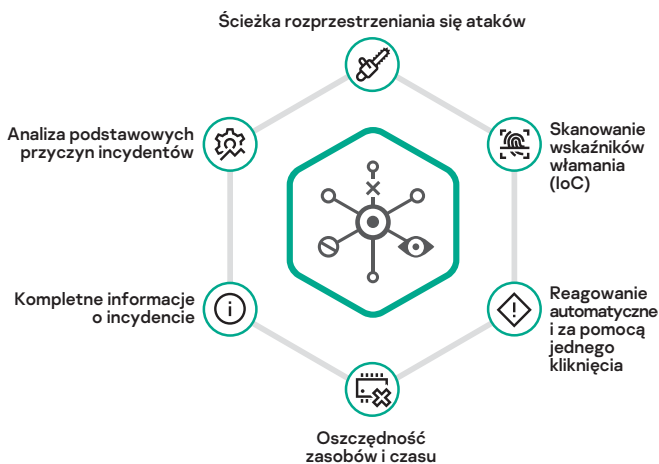 Ścieżka rozprzestrzeniania się ataków
Analiza podstawowych
przyczyn incydentów
Skanowanie
wskaźników
włamania
(IoC)
Kompletne informacje
o incydencie
Reagowanie
automatyczne
i za pomocą
jednego
kliknięcia
Oszczędność
zasobów i czasu